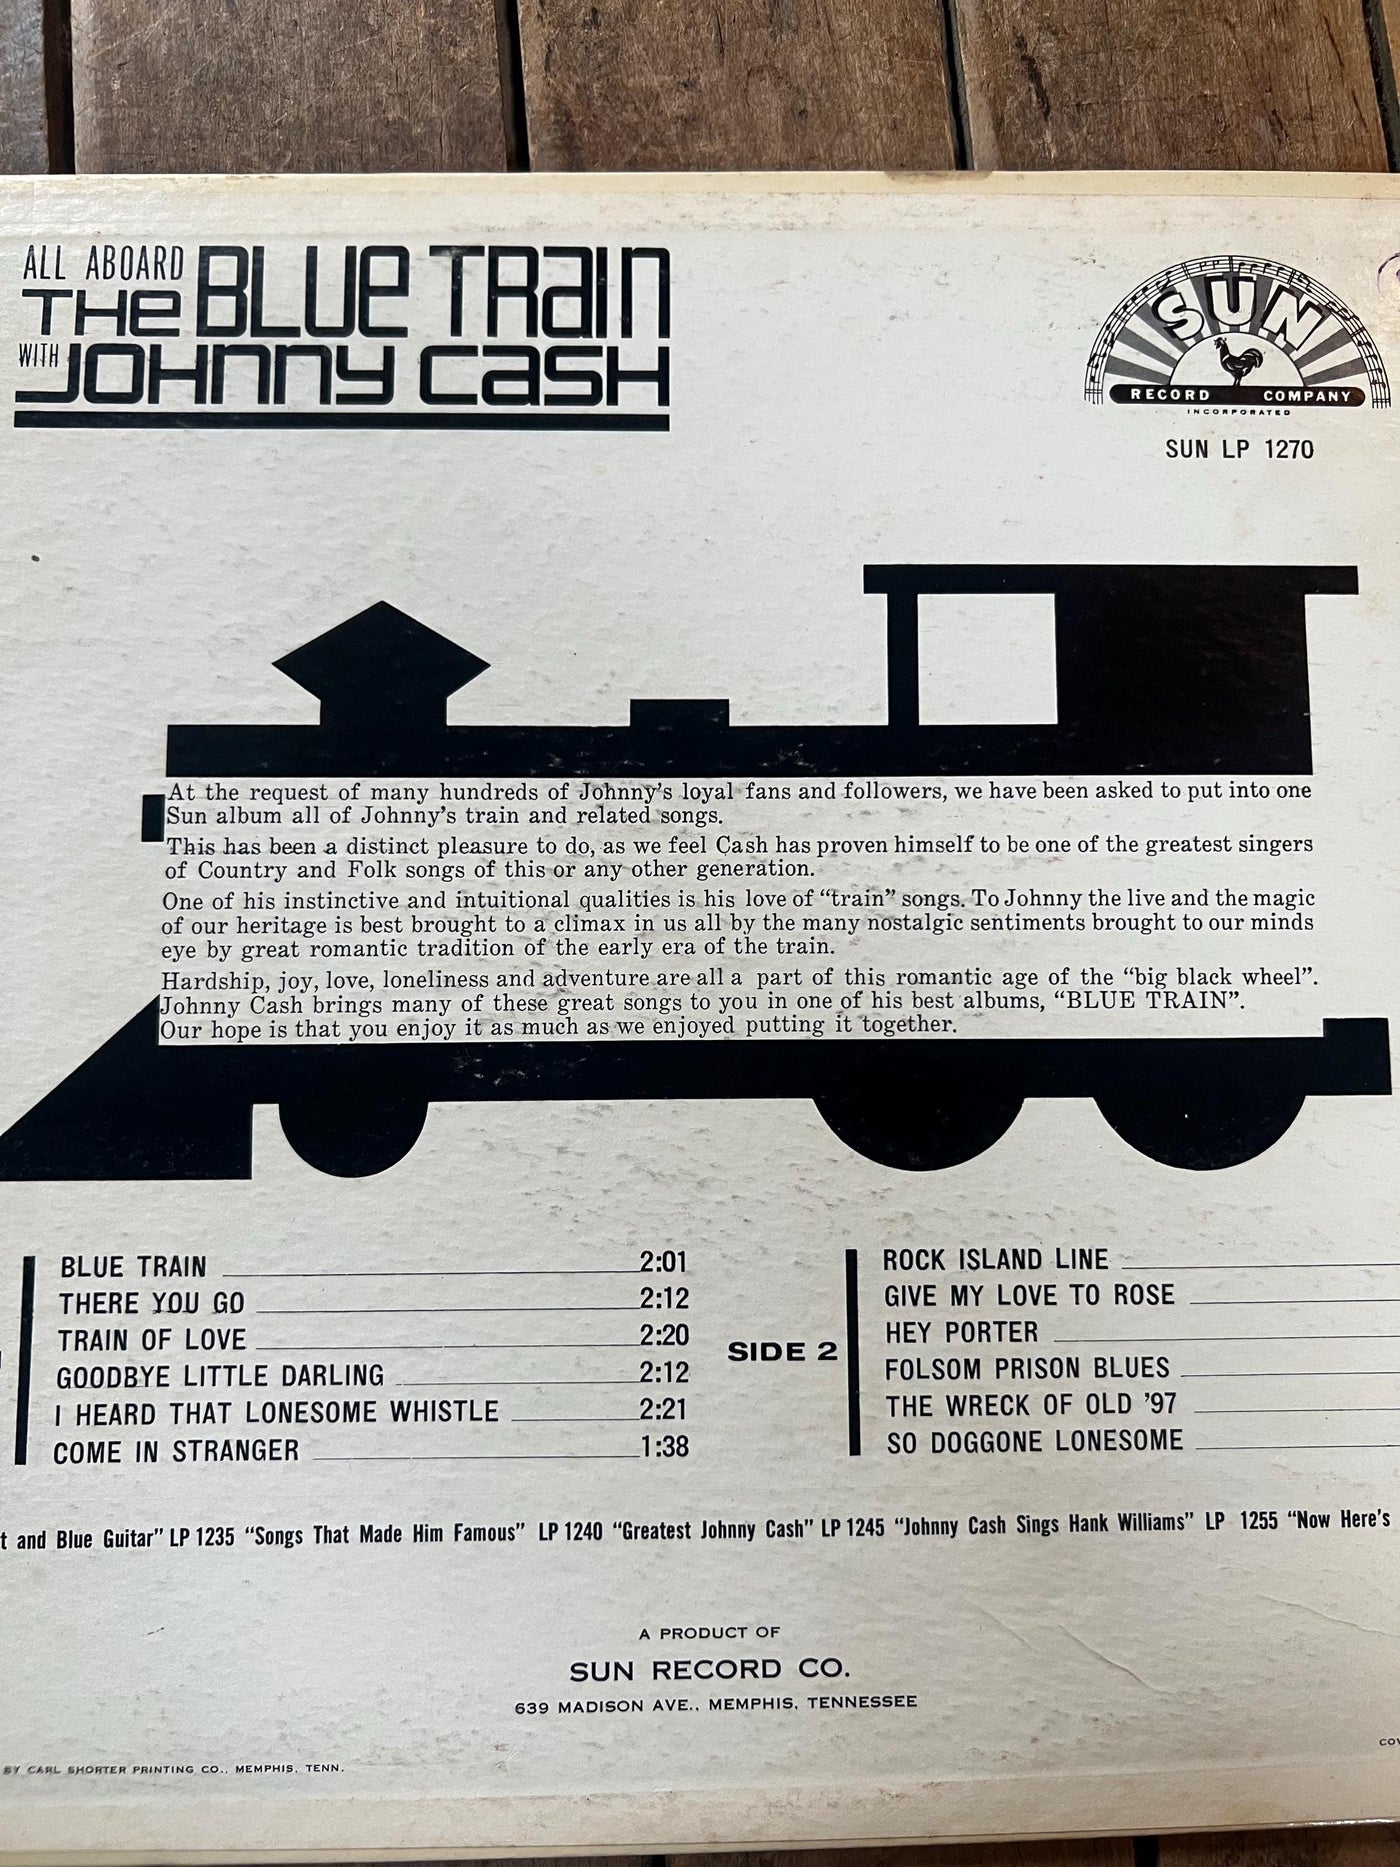 ALL ABOARD
THE BLUE TRAIN
WITH JOHNNY CASH
SUN
RECORD COMPANY
INCORPORATED
SUN LP 1270
At the request of many hundreds of Johnny's loyal fans and followers, we have been asked to put into one
Sun album all of Johnny's train and related songs.
This has been a distinct pleasure to do, as we feel Cash has proven himself to be one of the greatest singers
of Country and Folk songs of this or any other generation.
One of his instinctive and intuitional qualities is his love of “train” songs. To Johnny the live and the magic
of our heritage is best brought to a climax in us all by the many nostalgic sentiments brought to our minds
eye by great romantic tradition of the early era of the train.
Hardship, joy, love, loneliness and adventure are all a part of this romantic age of the “big black wheel”.
Johnny Cash brings many of these great songs to you in one of his best albums, “BLUE TRAIN”.
Our hope is that you enjoy it as much as we enjoyed putting it together.
BLUE TRAIN 2:01
THERE YOU GO 2:12
TRAIN OF LOVE 2:20
GOODBYE LITTLE DARLING 2:12
I HEARD THAT LONESOME WHISTLE 2:21
COME IN STRANGER 1:38
SIDE 2
ROCK ISLAND LINE
GIVE MY LOVE TO ROSE
HEY PORTER
FOLSOM PRISON BLUES
THE WRECK OF OLD '97
SO DOGGONE LONESOME
t and Blue Guitar” LP 1235 “Songs That Made Him Famous” LP 1240 “Greatest Johnny Cash” LP 1245 “Johnny Cash Sings Hank Williams” LP 1255 “Now Here's
A PRODUCT OF
SUN RECORD CO.
639 MADISON AVE., MEMPHIS, TENNESSEE
COV
BY CARL SHORTER PRINTING CO., MEMPHIS, TENN.